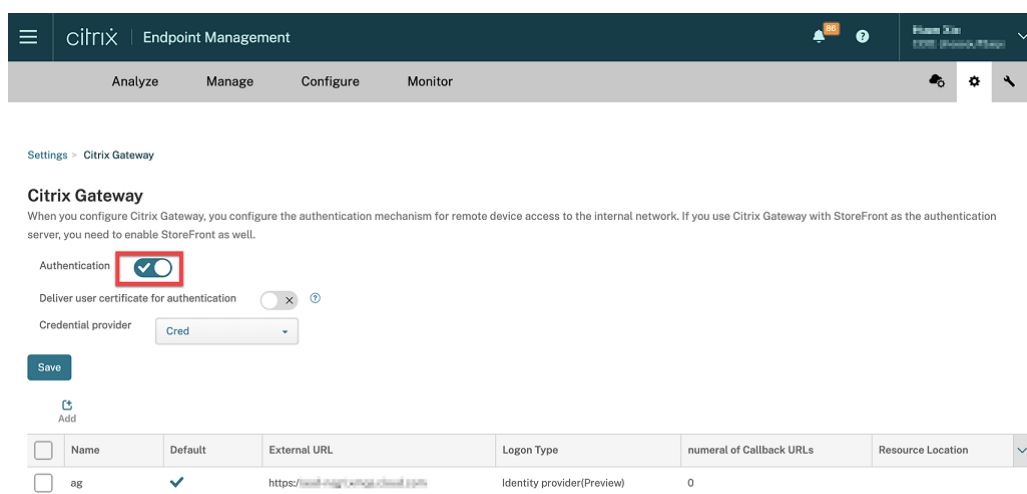 citrix | Endpoint Management 86
Analyze Manage Configure Monitor
Settings > Citrix Gateway
Citrix Gateway
When you configure Citrix Gateway, you configure the authentication mechanism for remote device access to the internal network. If you use Citrix Gateway with StoreFront as the authentication
server, you need to enable StoreFront as well.
Authentication
Deliver user certificate for authentication
Credential provider Cred
Save
Add
Name Default External URL Logon Type numeral of Callback URLs Resource Location
ag https:/ Identity provider(Preview) 0